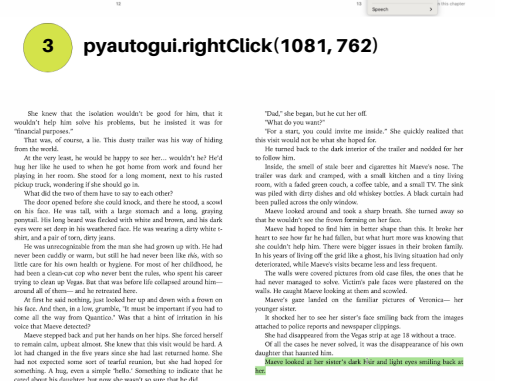 12
13
this chapter
Speech
3
pyautogui.rightClick(1081, 762)
She knew that the isolation wouldn't be good for him, that it
wouldn't help him solve his problems, but he insisted it was for
"financial purposes."
That was, of course, a lie. This dusty trailer was his way of hiding
from the world.
At the very least, he would be happy to see her... wouldn't he? He'd
hug her like he used to when he got home from work and found her
playing in her room. She stood for a long moment, next to his rusted
pickup truck, wondering if she should go in.
What did the two of them have to say to each other?
The door opened before she could knock, and there he stood, a scowl
on his face. He was tall, with a large stomach and a long, graying
ponytail. His long beard was flecked with white and brown, and his dark
eyes were set deep in his weathered face. He was wearing a dirty white t-
shirt, and a pair of torn, dirty jeans.
He was unrecognizable from the man she had grown up with. He had
never been cuddly or warm, but still he had never been like this, with so
little care for his own health or hygiene. For most of her childhood, he
had been a clean-cut cop who never bent the rules, who spent his career
trying to clean up Vegas. But that was before life collapsed around him—
around all of them— and he retreated here.
At first he said nothing, just looked her up and down with a frown on
his face. And then, in a low, grumble, 'It must be important if you had to
come all the way from Quantico.' Was that a hint of irritation in his
voice that Maeve detected?
Maeve stepped back and put her hands on her hips. She forced herself
to remain calm, upbeat almost. She knew that this visit would be hard. A
lot had changed in the five years since she had last returned home. She
had not expected some sort of tearful reunion, but she had hoped for
something. A hug, even a simple 'hello.' Something to indicate that he
cared about his daughter, but now she wasn't so sure that he did.
"Dad," she began, but he cut her off.
"What do you want?"
"For a start, you could invite me inside." She quickly realized that
this visit would not be what she hoped for.
He turned back to the dark interior of the trailer and nodded for her
to follow him.
Inside, the smell of stale beer and cigarettes hit Maeve's nose. The
trailer was dark and cramped, with a small kitchen and a tiny living
room, with a faded green couch, a coffee table, and a small TV. The sink
was piled with dirty dishes and old whiskey bottles. A black curtain had
been pulled across the only window.
Maeve looked around and took a sharp breath. She turned away so
that he wouldn't see the frown forming on her face.
Maeve had hoped to find him in better shape than this. It broke her
heart to see how far he had fallen, but what hurt more was knowing that
she couldn't help him. There were bigger issues in their broken family.
In his years of living off the grid like a ghost, his living situation had only
deteriorated, while Maeve's visits became less and less frequent.
The walls were covered pictures from old case files, the ones that he
had never managed to solve. Victim's pale faces were plastered on the
walls. He caught Maeve looking at them and scowled.
Maeve's gaze landed on the familiar pictures of Veronica— her
younger sister.
It shocked her to see her sister's face smiling back from the images
attached to police reports and newspaper clippings.
She had disappeared from the Vegas strip at age 18 without a trace.
Of all the cases he never solved, it was the disappearance of his own
daughter that haunted him.
Maeve looked at her sister's dark hair and light eyes smiling back at
her.